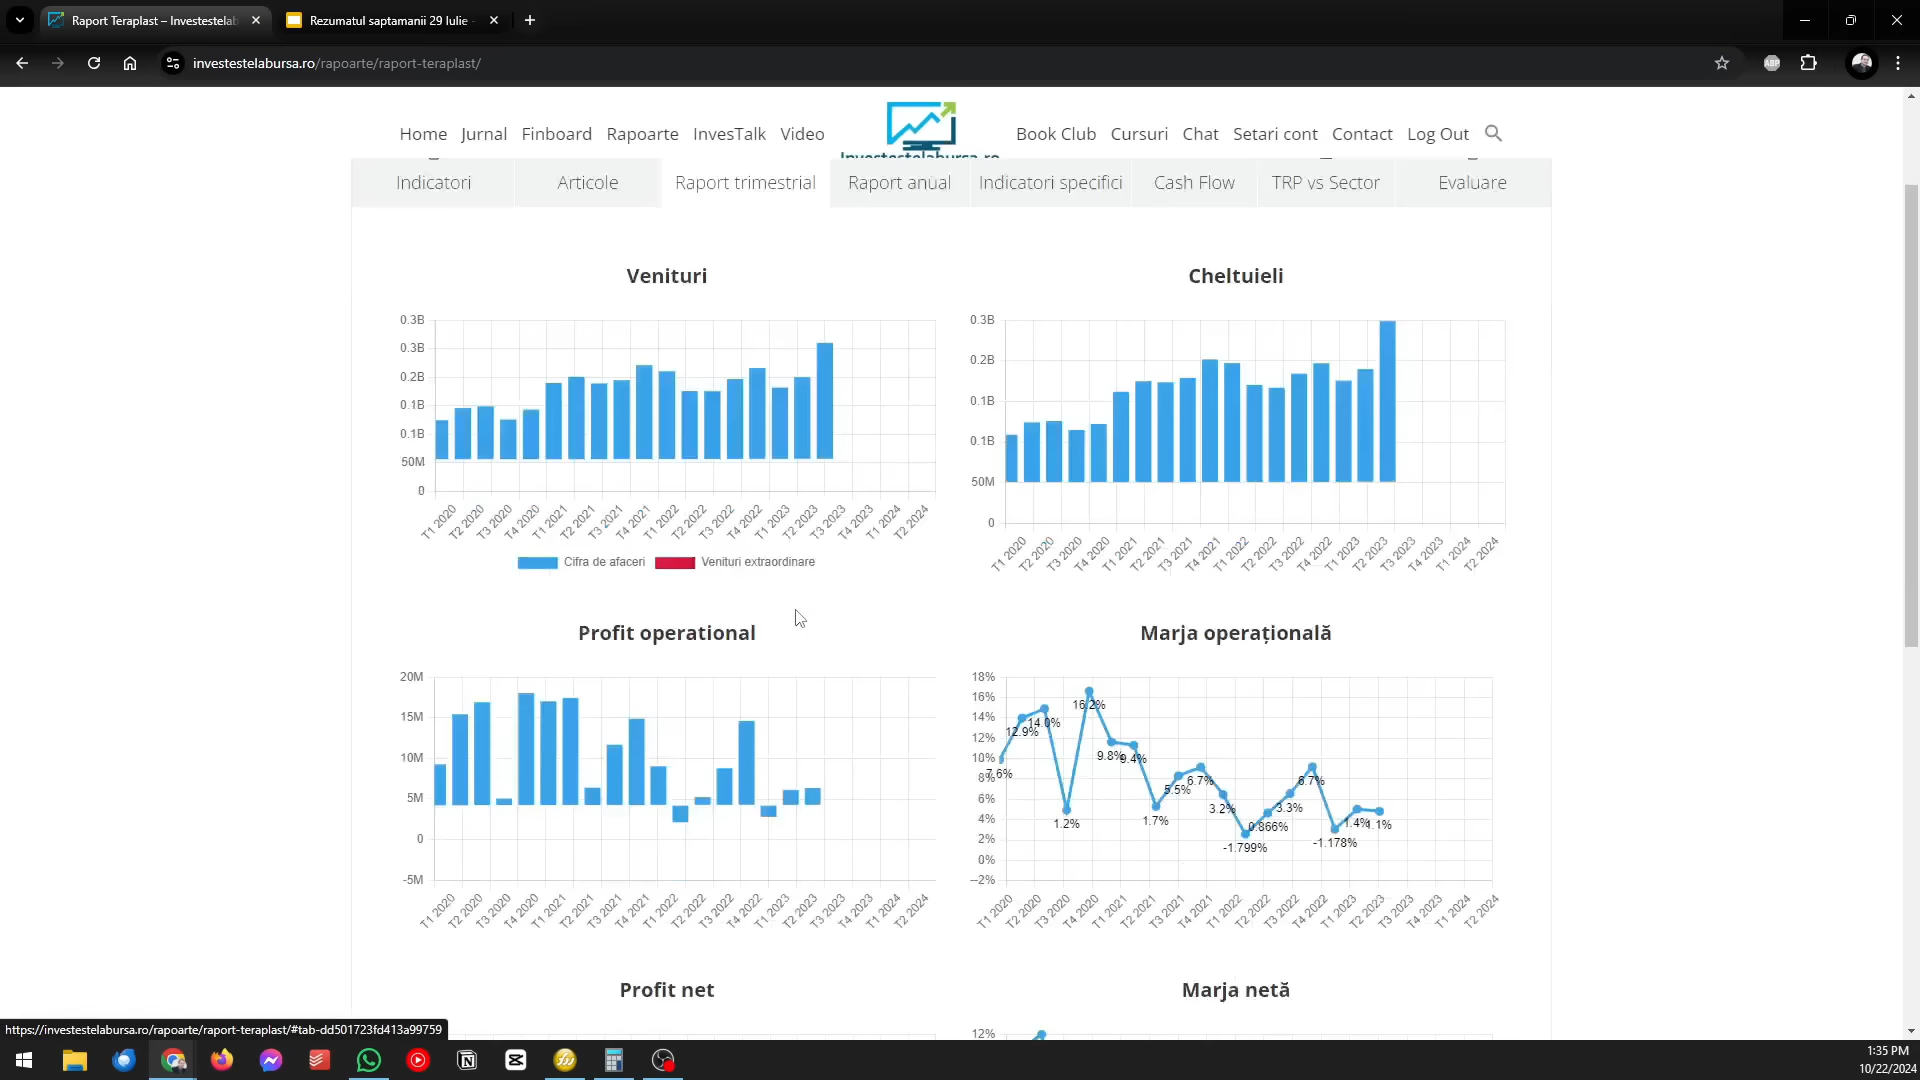 Raport Teraplast – Investestelab
Rezumatul saptamanii 29 Iulie -
investestelabursa.ro/rapoarte/raport-teraplast/
ABP
Home Jurnal Finboard Rapoarte InvesTalk Video
Investestelabursa.ro
Book Club Cursuri Chat Setari cont Contact Log Out
Indicatori Articole Raport trimestrial Raport anual Indicatori specifici Cash Flow TRP vs Sector Evaluare
Venituri
0.3B
0.3B
0.2B
0.1B
0.1B
50M
0
T1 2020 T2 2020 T3 2020 T4 2020 T1 2021 T2 2021 T3 2021 T4 2021 T1 2022 T2 2022 T3 2022 T4 2022 T1 2023 T2 2023 T3 2023 T4 2023 T1 2024 T2 2024
Cifra de afaceri Venituri extraordinare
Cheltuieli
0.3B
0.2B
0.1B
0.1B
50M
0
T1 2020 T2 2020 T3 2020 T4 2020 T1 2021 T2 2021 T3 2021 T4 2021 T1 2022 T2 2022 T3 2022 T4 2022 T1 2023 T2 2023 T3 2023 T4 2023 T1 2024 T2 2024
Profit operational
20M
15M
10M
5M
0
-5M
T1 2020 T2 2020 T3 2020 T4 2020 T1 2021 T2 2021 T3 2021 T4 2021 T1 2022 T2 2022 T3 2022 T4 2022 T1 2023 T2 2023 T3 2023 T4 2023 T1 2024 T2 2024
Marja operațională
18%
16%
14%
12%
10%
8%
6%
4%
2%
0%
--2%
7.6% 12.9% 14.0% 1.2% 16.2% 9.8% 9.4% 1.7% 5.5% 6.7% 3.2% -1.799% 0.866% 3.3% 6.7% -1.178% 1.4% 1.1%
T1 2020 T2 2020 T3 2020 T4 2020 T1 2021 T2 2021 T3 2021 T4 2021 T1 2022 T2 2022 T3 2022 T4 2022 T1 2023 T2 2023 T3 2023 T4 2023 T1 2024 T2 2024
Profit net
Marja netă
12%
https://investestelabursa.ro/rapoarte/raport-teraplast/#tab-dd501723fd413a99759
1:35 PM
10/22/2024